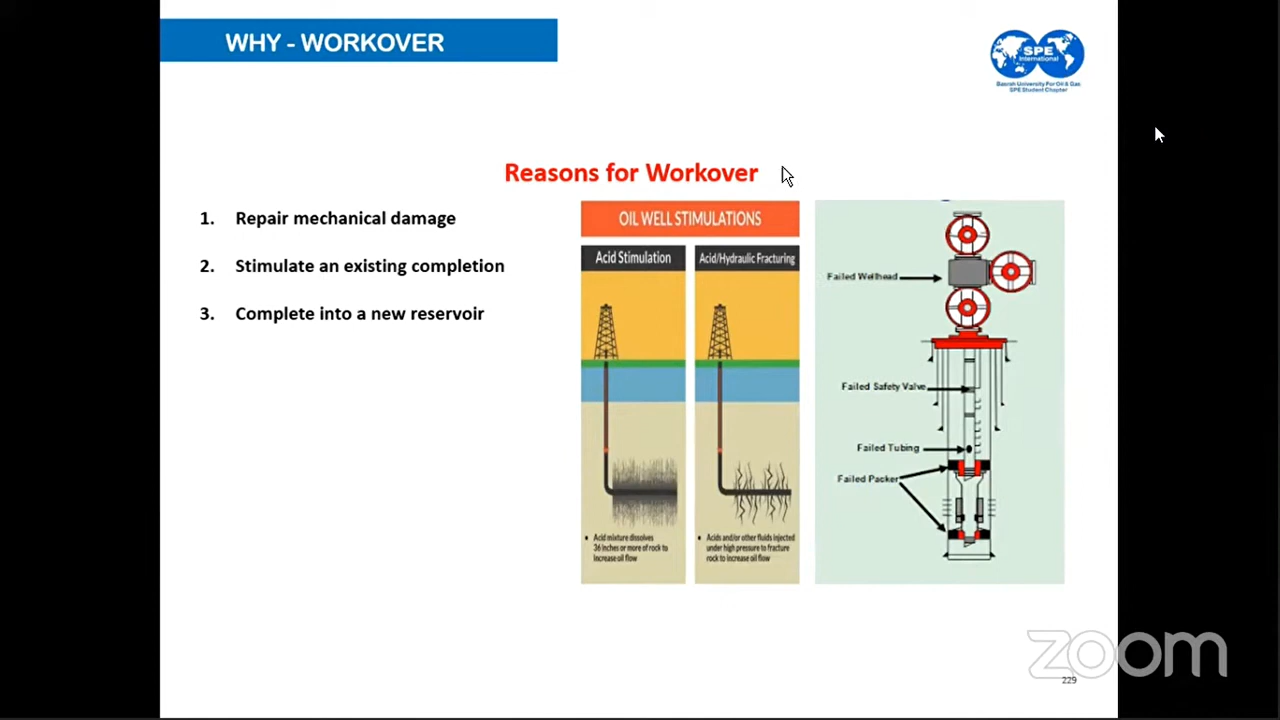 WHY - WORKOVER
SPE
International
Basrah University For Oil & Gas
SPE Student Chapter
Reasons for Workover
1. Repair mechanical damage
2. Stimulate an existing completion
3. Complete into a new reservoir
OIL WELL STIMULATIONS
Acid Stimulation
• Acid mixture dissolves
36 inches or more of rock to
increase oil flow
Acid/Hydraulic Fracturing
• Acids and/or other fluids injected
under high pressure to fracture
rock to increase oil flow
Failed Wellhead
Failed Safety Valve
Failed Tubing
Failed Packer
zoom
229